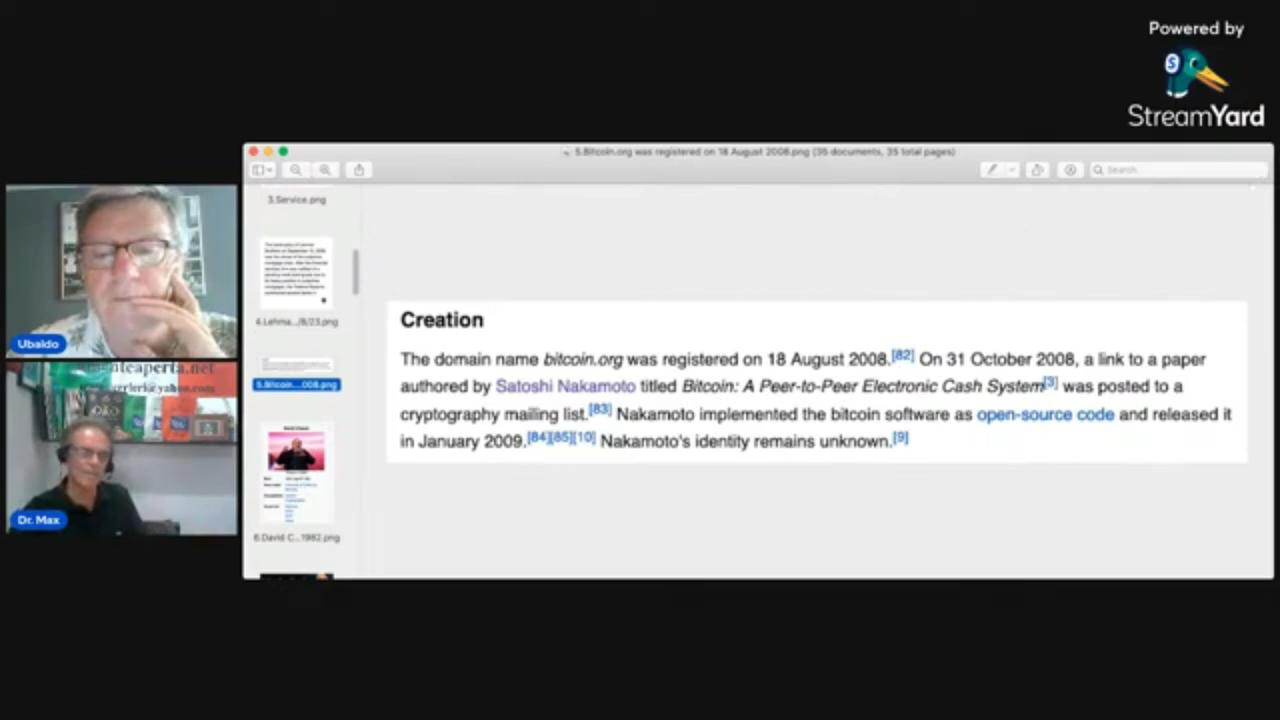 Powered by
S
StreamYard
5.Bitcoin.org was registered on 18 August 2008.png (35 documents, 35 total pages)
Search
3.Service.png
4.Lehma.../8/23.png
5.Bitcoin...008.png
6.David C...1982.png
Creation
The domain name bitcoin.org was registered on 18 August 2008.[82] On 31 October 2008, a link to a paper
authored by Satoshi Nakamoto titled Bitcoin: A Peer-to-Peer Electronic Cash System[3] was posted to a
cryptography mailing list.[83] Nakamoto implemented the bitcoin software as open-source code and released it
in January 2009.[84][85][10] Nakamoto's identity remains unknown.[9]
Ubaldo
Dr. Max